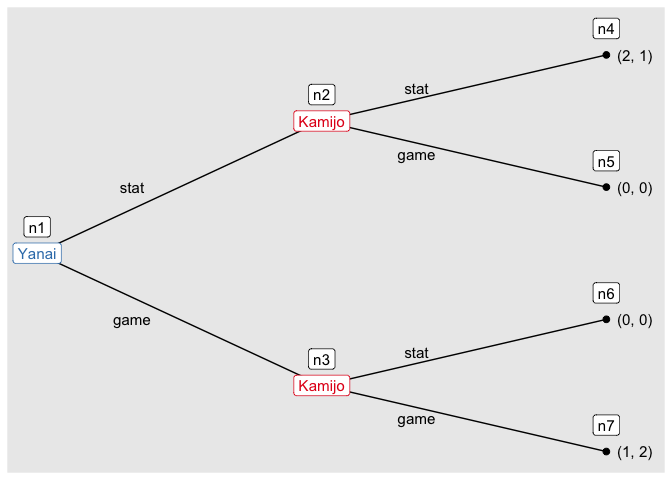 n4
(2, 1)
stat
n2
Kamijo
game
n5
(0, 0)
stat
n1
Yanai
game
n6
(0, 0)
stat
n3
Kamijo
game
n7
(1, 2)